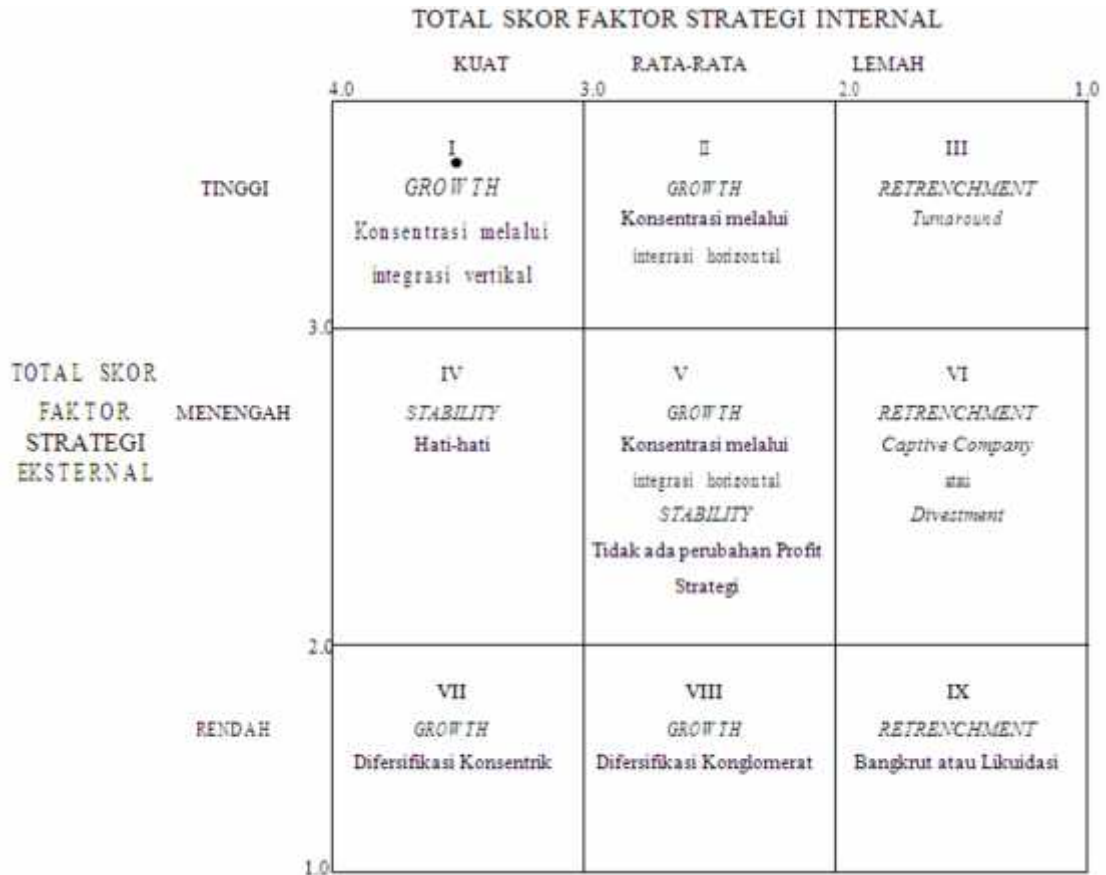 TOTAL SKOR FAKTOR STRATEGI INTERNAL
KUAT RATA-RATA LEMAH
4.0 3.0 2.0 1.0
TINGGI
I
GROWTH
Konsentrasi melalui
integrasi vertikal
II
GROWTH
Konsentrasi melalui
integrasi horizontal
III
RETRENCHMENT
Turnaround
3.0
TOTAL SKOR
FAKTOR
STRATEGI
EKSTERNAL
MENENGAH
IV
STABILITY
Hati-hati
V
GROWTH
Konsentrasi melalui
integrasi horizontal
STABILITY
Tidak ada perubahan Profit
Strategi
VI
RETRENCHMENT
Captive Company
atau
Divestment
2.0
RENDAH
VII
GROWTH
Difersifikasi Konsentrik
VIII
GROWTH
Difersifikasi Konglomerat
IX
RETRENCHMENT
Bangkrut atau Likuidasi
1.0